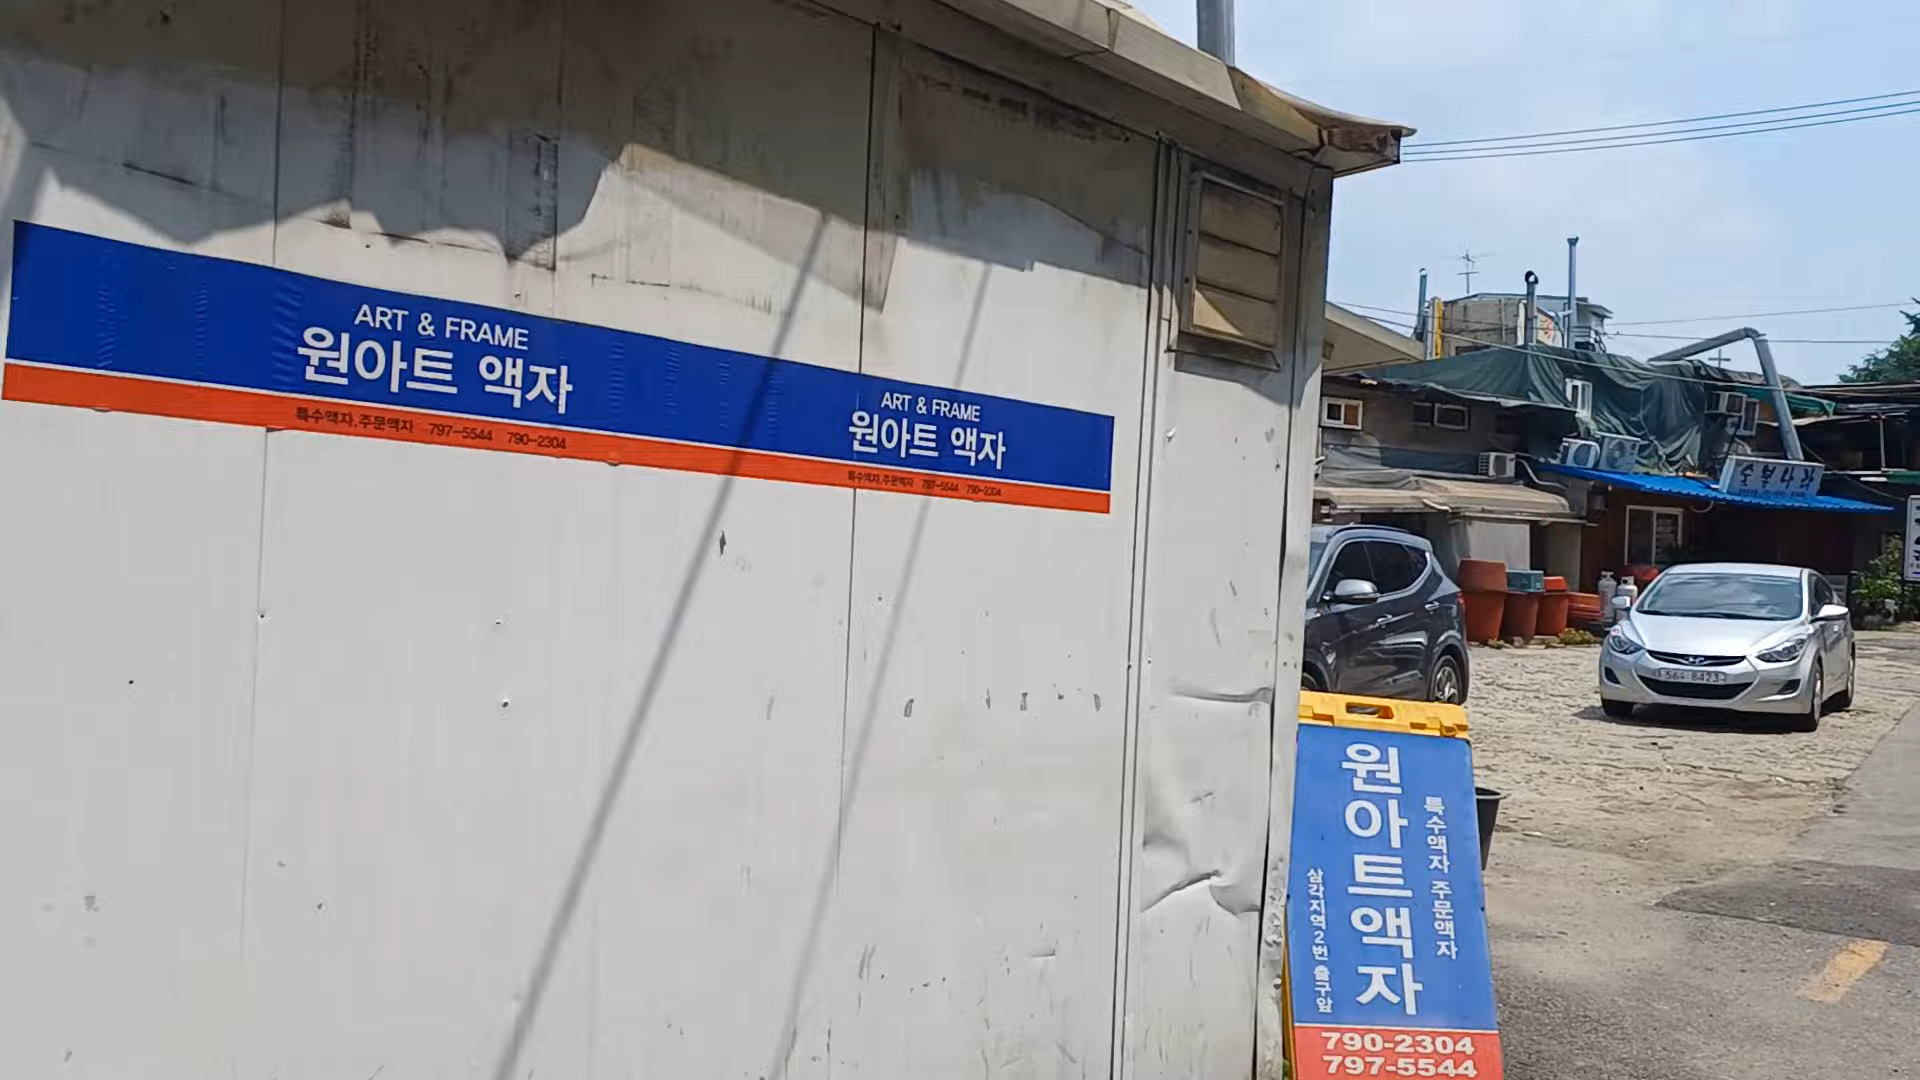 ART & FRAME
원아트 액자
특수액자,주문액자 797-5544 790-2304
ART & FRAME
원아트 액자
특수액자,주문액자 797-5544 790-2304
숯불나라
564 8423
원아트액자
특수액자 주문액자
삼각지역2번 출구앞
790-2304
797-5544